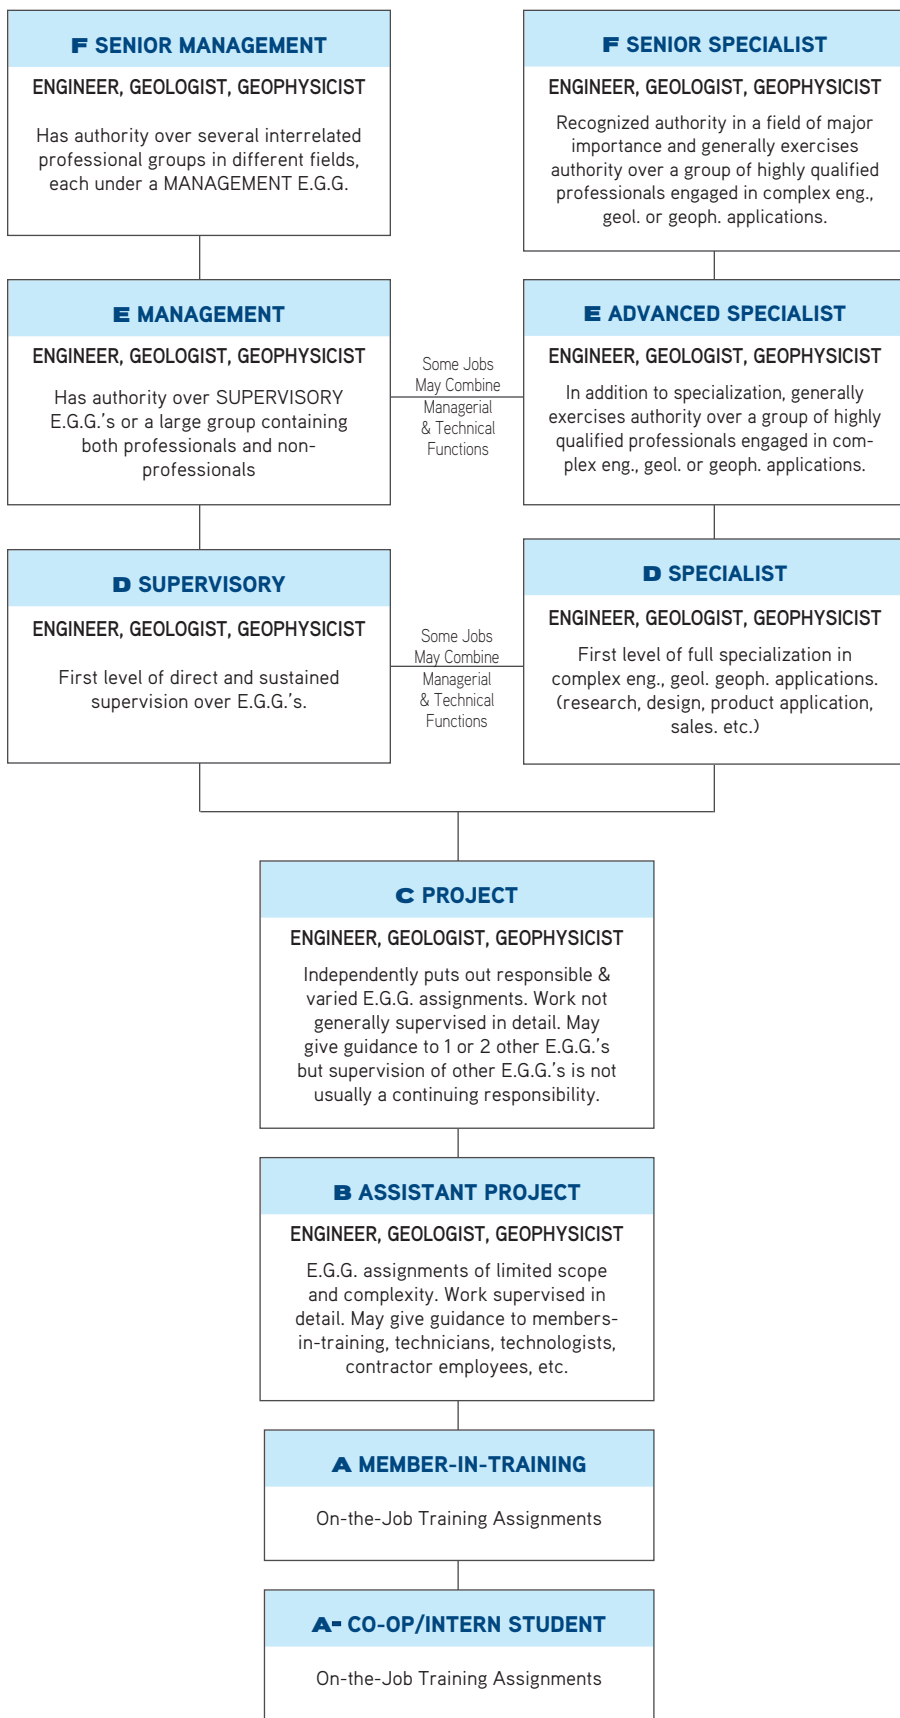 F SENIOR MANAGEMENT
ENGINEER, GEOLOGIST, GEOPHYSICIST
Has authority over several interrelated
professional groups in different fields,
each under a MANAGEMENT E.G.G.
F SENIOR SPECIALIST
ENGINEER, GEOLOGIST, GEOPHYSICIST
Recognized authority in a field of major
importance and generally exercises
authority over a group of highly qualified
professionals engaged in complex eng.,
geol. or geoph. applications.
E MANAGEMENT
ENGINEER, GEOLOGIST, GEOPHYSICIST
Has authority over SUPERVISORY
E.G.G.'s or a large group containing
both professionals and non-
professionals
Some Jobs
May Combine
Managerial
& Technical
Functions
E ADVANCED SPECIALIST
ENGINEER, GEOLOGIST, GEOPHYSICIST
In addition to specialization, generally
exercises authority over a group of highly
qualified professionals engaged in com-
plex eng., geol. or geoph. applications.
D SUPERVISORY
ENGINEER, GEOLOGIST, GEOPHYSICIST
First level of direct and sustained
supervision over E.G.G.'s.
Some Jobs
May Combine
Managerial
& Technical
Functions
D SPECIALIST
ENGINEER, GEOLOGIST, GEOPHYSICIST
First level of full specialization in
complex eng., geol. geoph. applications.
(research, design, product application,
sales. etc.)
C PROJECT
ENGINEER, GEOLOGIST, GEOPHYSICIST
Independently puts out responsible &
varied E.G.G. assignments. Work not
generally supervised in detail. May
give guidance to 1 or 2 other E.G.G.'s
but supervision of other E.G.G.'s is not
usually a continuing responsibility.
B ASSISTANT PROJECT
ENGINEER, GEOLOGIST, GEOPHYSICIST
E.G.G. assignments of limited scope
and complexity. Work supervised in
detail. May give guidance to members-
in-training, technicians, technologists,
contractor employees, etc.
A MEMBER-IN-TRAINING
On-the-Job Training Assignments
A- CO-OP/INTERN STUDENT
On-the-Job Training Assignments